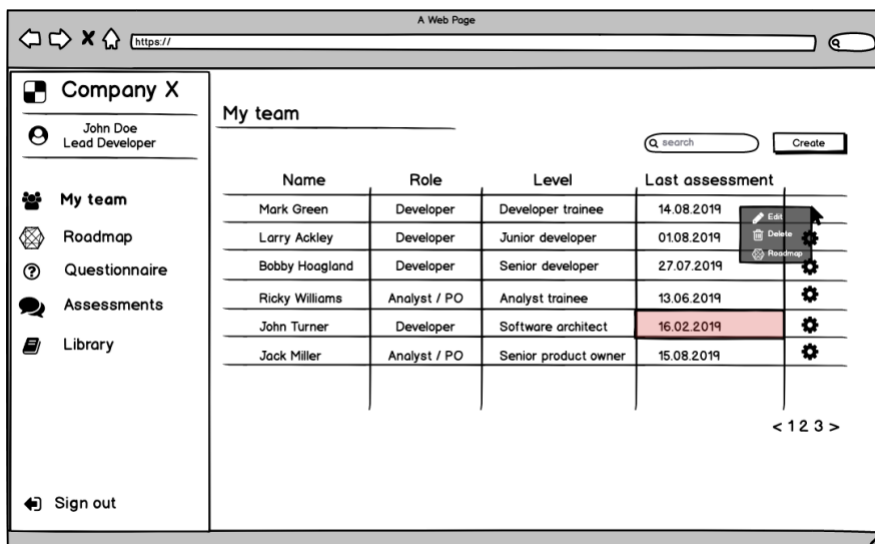 A Web Page
https://
Company X
John Doe
Lead Developer
My team
Roadmap
Questionnaire
Assessments
Library
Sign out
My team
search
Create
Name Role Level Last assessment
Mark Green Developer Developer trainee 14.08.2019
Larry Ackley Developer Junior developer 01.08.2019
Bobby Hoagland Developer Senior developer 27.07.2019
Ricky Williams Analyst / PO Analyst trainee 13.06.2019
John Turner Developer Software architect 16.02.2019
Jack Miller Analyst / PO Senior product owner 15.08.2019
Edit
Delete
Roadmap
< 1 2 3 >